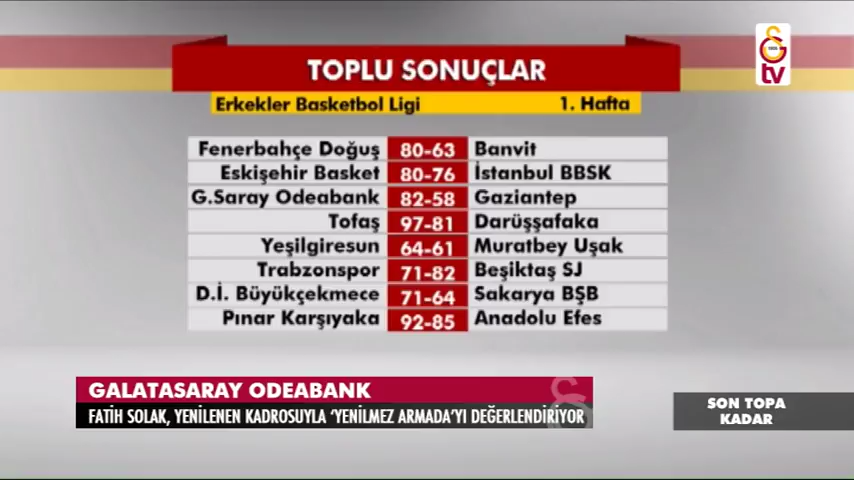 TOPLU SONUÇLAR
tv
Erkekler Basketbol Ligi 1. Hafta
Fenerbahçe Doğuş 80-63 Banvit
Eskişehir Basket 80-76 İstanbul BBSK
G.Saray Odeabank 82-58 Gaziantep
Tofaş 97-81 Darüşşafaka
Yeşilgiresun 64-61 Muratbey Uşak
Trabzonspor 71-82 Beşiktaş SJ
D.İ. Büyükçekmece 71-64 Sakarya BŞB
Pınar Karşıyaka 92-85 Anadolu Efes
GALATASARAY ODEABANK
FATİH SOLAK, YENİLENEN KADROSUYLA 'YENİLMEZ ARMADA'YI DEĞERLENDİRİYOR
SON TOPA
KADAR